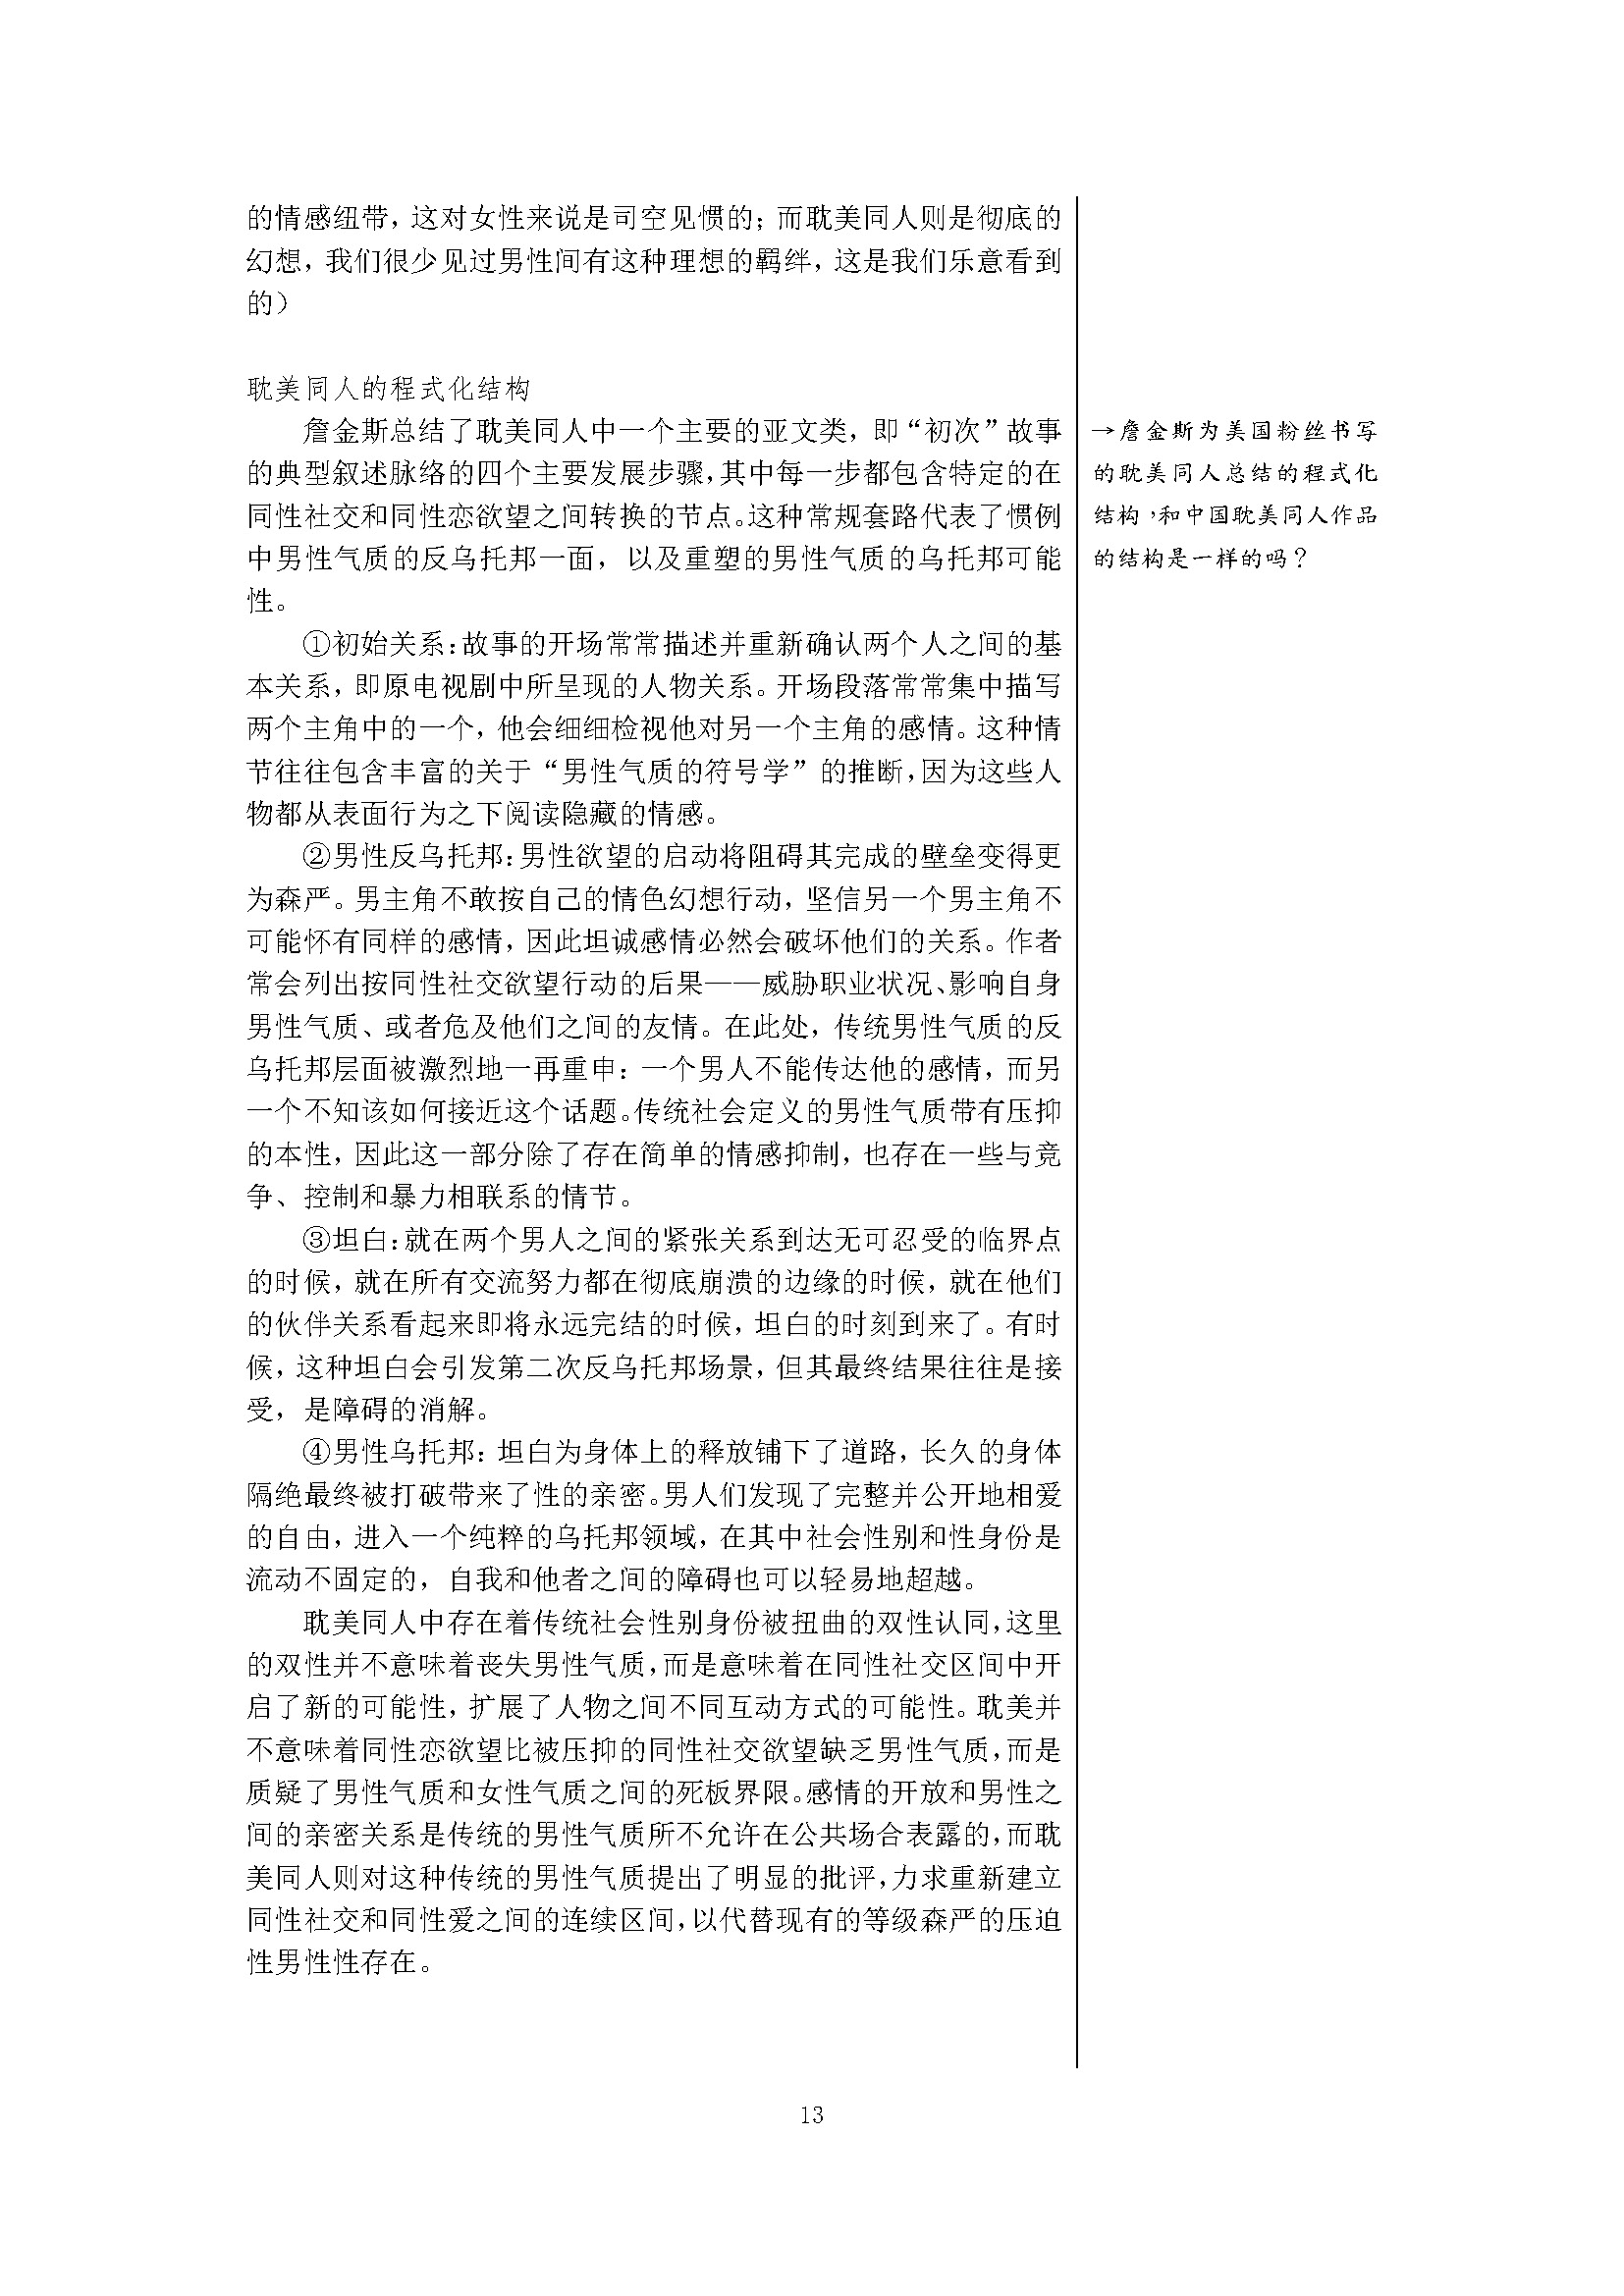 的情感纽带，这对女性来说是司空见惯的；而耽美同人则是彻底的
幻想，我们很少见过男性间有这种理想的羁绊，这是我们乐意看到
的）
耽美同人的程式化结构
詹金斯总结了耽美同人中一个主要的亚文类，即“初次”故事
的典型叙述脉络的四个主要发展步骤，其中每一步都包含特定的在
同性社交和同性恋欲望之间转换的节点。这种常规套路代表了惯例
中男性气质的反乌托邦一面，以及重塑的男性气质的乌托邦可能
性。
①初始关系：故事的开场常常描述并重新确认两个人之间的基
本关系，即原电视剧中所呈现的人物关系。开场段落常常集中描写
两个主角中的一个，他会细细检视他对另一个主角的感情。这种情
节往往包含丰富的关于“男性气质的符号学”的推断，因为这些人
物都从表面行为之下阅读隐藏的情感。
②男性反乌托邦：男性欲望的启动将阻碍其完成的壁垒变得更
为森严。男主角不敢按自己的情色幻想行动，坚信另一个男主角不
可能怀有同样的感情，因此坦诚感情必然会破坏他们的关系。作者
常会列出按同性社交欲望行动的后果——威胁职业状况、影响自身
男性气质、或者危及他们之间的友情。在此处，传统男性气质的反
乌托邦层面被激烈地一再重申：一个男人不能传达他的感情，而另
一个不知该如何接近这个话题。传统社会定义的男性气质带有压抑
的本性，因此这一部分除了存在简单的情感抑制，也存在一些与竞
争、控制和暴力相联系的情节。
③坦白：就在两个男人之间的紧张关系到达无可忍受的临界点
的时候，就在所有交流努力都在彻底崩溃的边缘的时候，就在他们
的伙伴关系看起来即将永远完结的时候，坦白的时刻到来了。有时
候，这种坦白会引发第二次反乌托邦场景，但其最终结果往往是接
受，是障碍的消解。
④男性乌托邦：坦白为身体上的释放铺下了道路，长久的身体
隔绝最终被打破带来了性的亲密。男人们发现了完整并公开地相爱
的自由，进入一个纯粹的乌托邦领域，在其中社会性别和性身份是
流动不固定的，自我和他者之间的障碍也可以轻易地超越。
耽美同人中存在着传统社会性别身份被扭曲的双性认同，这里
的双性并不意味着丧失男性气质，而是意味着在同性社交区间中开
启了新的可能性，扩展了人物之间不同互动方式的可能性。耽美并
不意味着同性恋欲望比被压抑的同性社交欲望缺乏男性气质，而是
质疑了男性气质和女性气质之间的死板界限。感情的开放和男性之
间的亲密关系是传统的男性气质所不允许在公共场合表露的，而耽
美同人则对这种传统的男性气质提出了明显的批评，力求重新建立
同性社交和同性爱之间的连续区间，以代替现有的等级森严的压迫
性男性性存在。
→詹金斯为美国粉丝书写
的耽美同人总结的程式化
结构，和中国耽美同人作品
的结构是一样的吗？
13